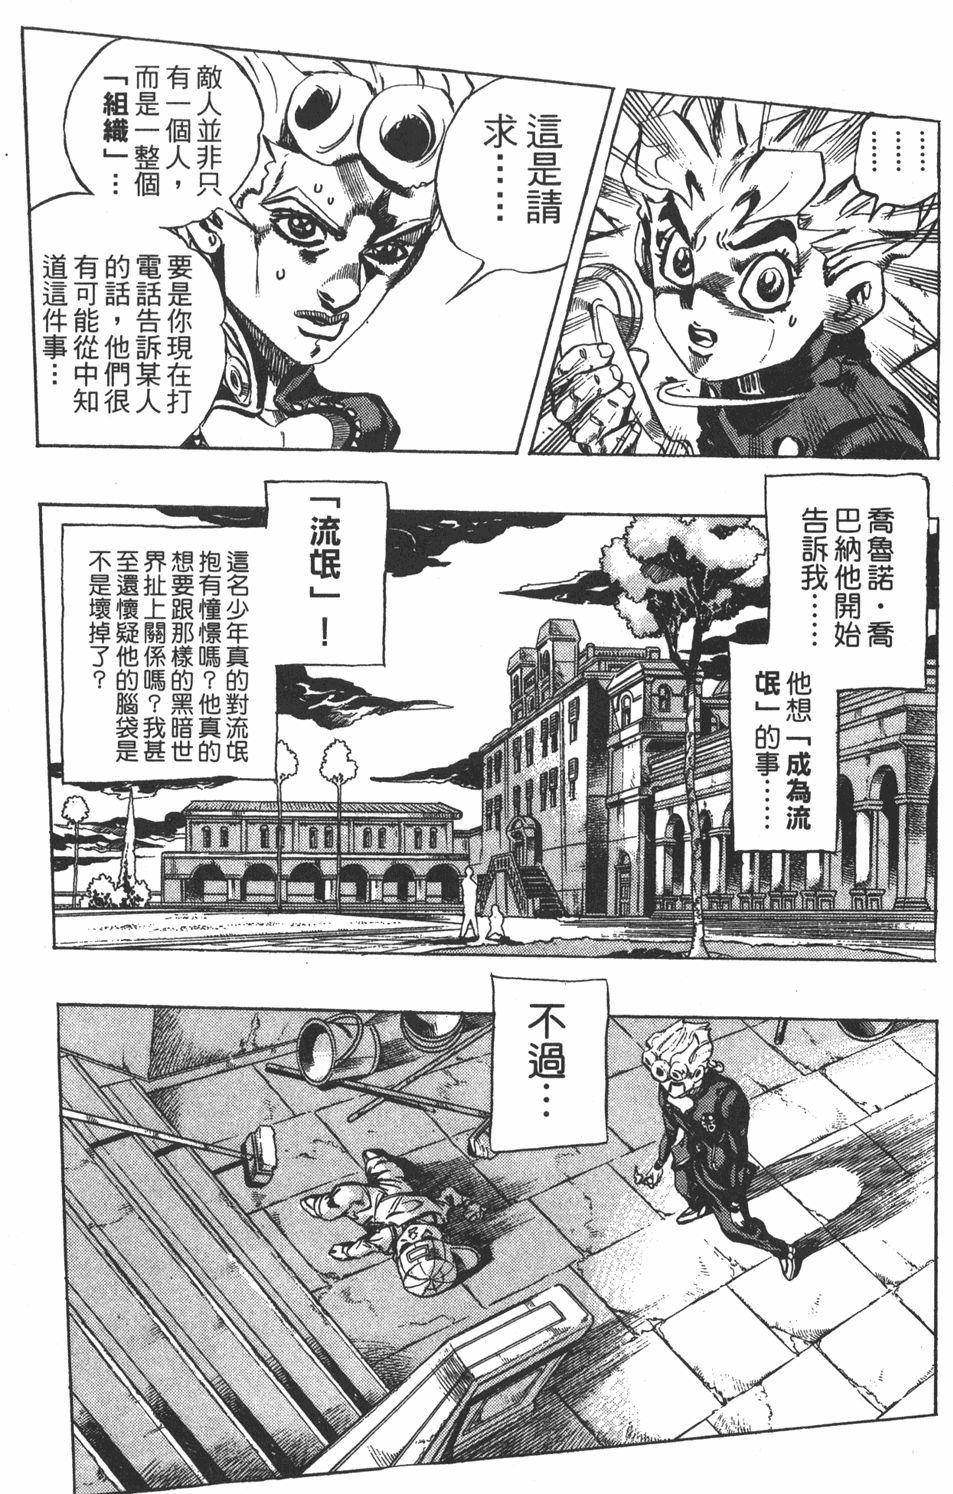 ………
………
這是請
求……
敵人並非只
有一個人，
而是一整個
「組織」…
要是你現在打
電話告訴某人
的話，他們很
有可能從中知
道這件事…
喬魯諾・喬
巴納他開始
告訴我……
他想「成為流
氓」的事……
「流氓」！
這名少年真的對流氓
抱有憧憬嗎？他真的
想要跟那樣的黑暗世
界扯上關係嗎？我甚
至還懷疑他的腦袋是
不是壞掉了？
不過…